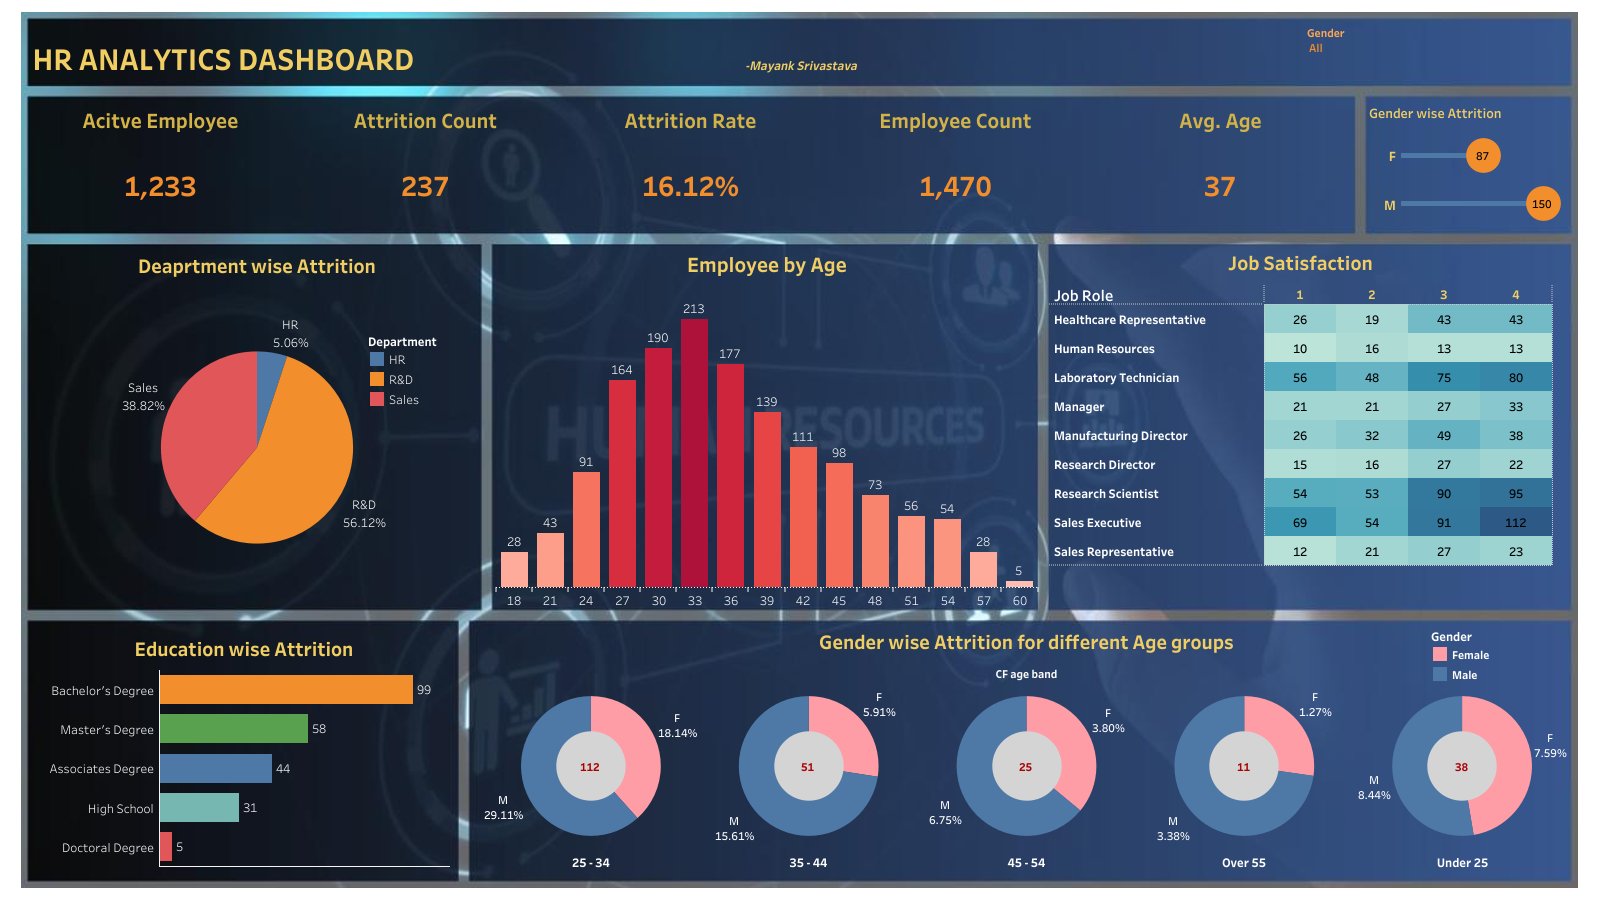 HR ANALYTICS DASHBOARD
-Mayank Srivastava
Gender
All
Acitve Employee
1,233
Attrition Count
237
Attrition Rate
16.12%
Employee Count
1,470
Avg. Age
37
Gender wise Attrition
F 87
M 150
Deaprtment wise Attrition
HR
5.06%
Sales
38.82%
R&D
56.12%
Department
HR
R&D
Sales
Employee by Age
28 43 91 164 190 213 177 139 111 98 73 56 54 28 5
18 21 24 27 30 33 36 39 42 45 48 51 54 57 60
HUMAN RESOURCES
Job Satisfaction
Job Role 1 2 3 4
Healthcare Representative 26 19 43 43
Human Resources 10 16 13 13
Laboratory Technician 56 48 75 80
Manager 21 21 27 33
Manufacturing Director 26 32 49 38
Research Director 15 16 27 22
Research Scientist 54 53 90 95
Sales Executive 69 54 91 112
Sales Representative 12 21 27 23
Education wise Attrition
Bachelor's Degree 99
Master's Degree 58
Associates Degree 44
High School 31
Doctoral Degree 5
Gender wise Attrition for different Age groups
CF age band
Gender
Female
Male
F
18.14%
112
M
29.11%
25 - 34
F
5.91%
51
M
15.61%
35 - 44
F
3.80%
25
M
6.75%
45 - 54
F
1.27%
11
M
3.38%
Over 55
F
7.59%
38
M
8.44%
Under 25